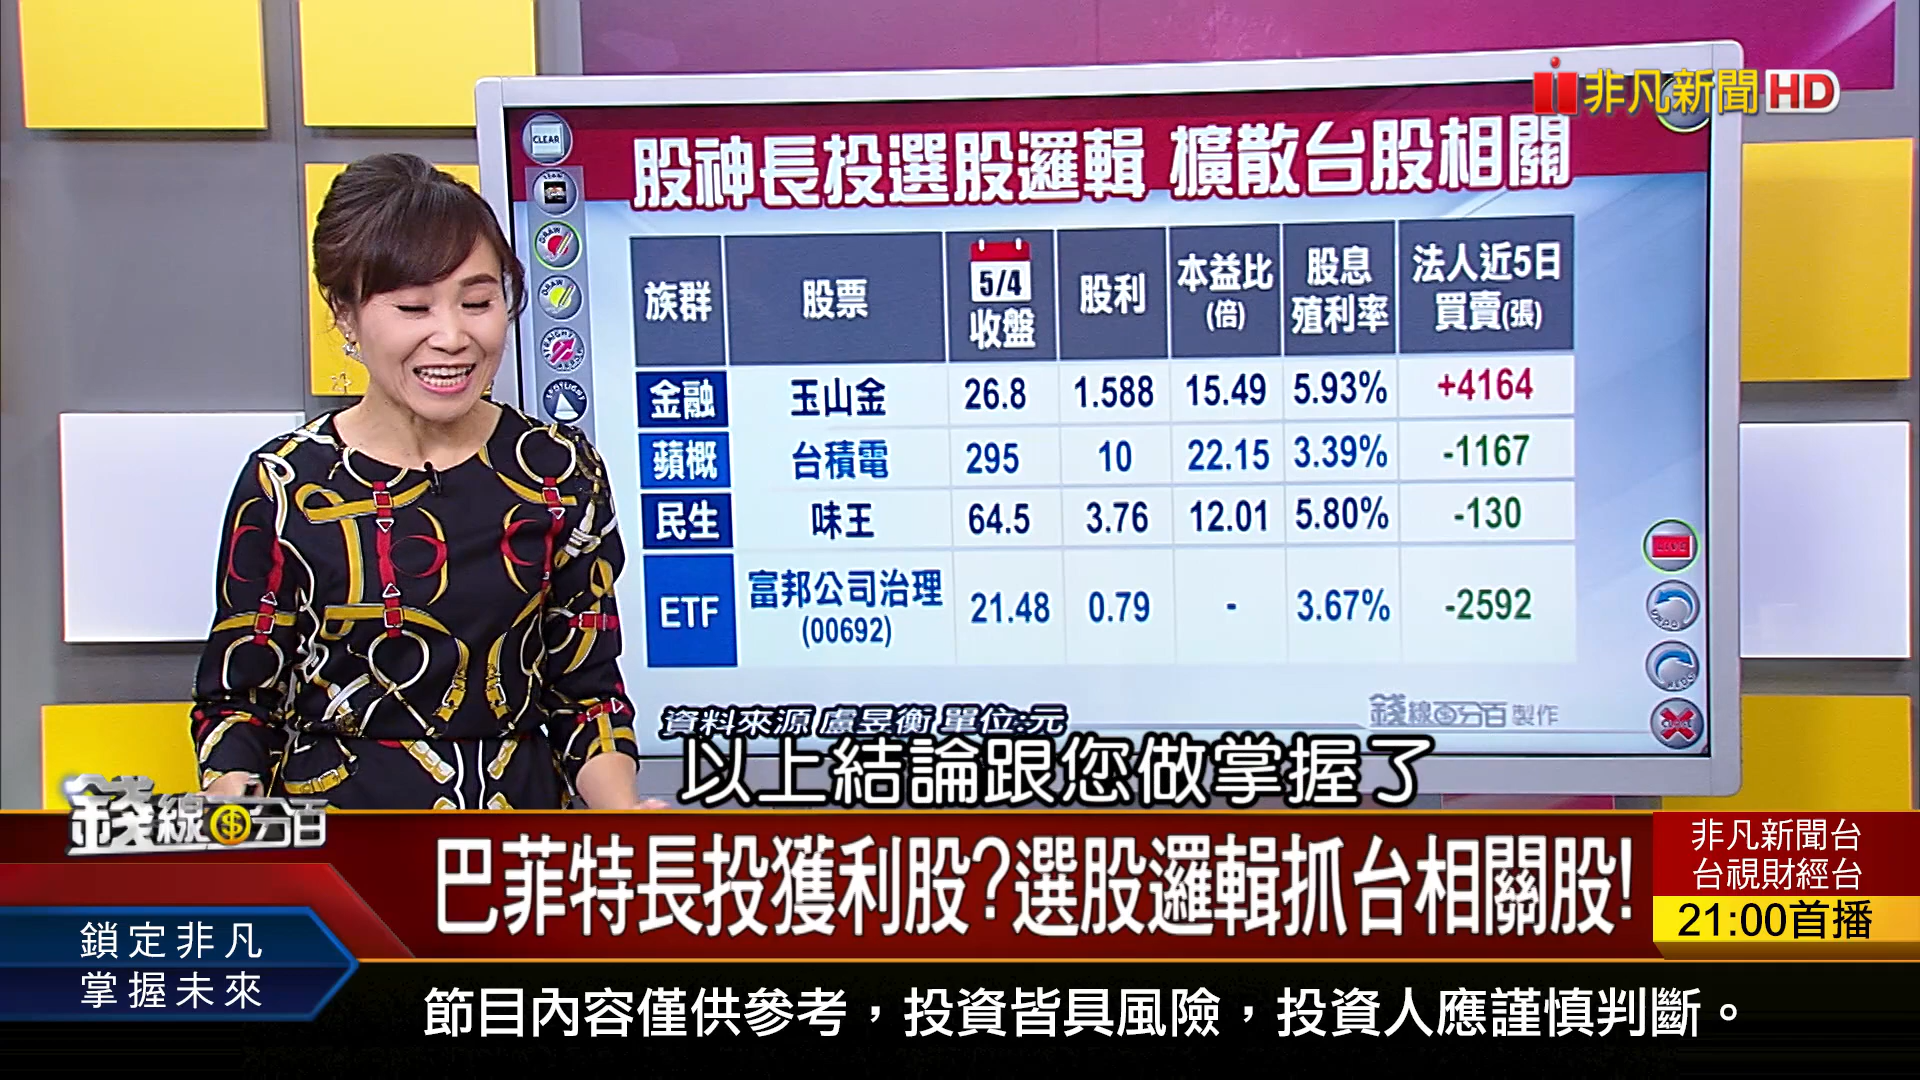 非凡新聞HD
CLEAR
股神長投選股邏輯 擴散台股相關
族群 股票 5/4 收盤 股利 本益比(倍) 股息殖利率 法人近5日買賣(張)
金融 玉山金 26.8 1.588 15.49 5.93% +4164
蘋概 台積電 295 10 22.15 3.39% -1167
民生 味王 64.5 3.76 12.01 5.80% -130
ETF 富邦公司治理(00692) 21.48 0.79 - 3.67% -2592
資料來源 盧昱衡 單位:元
錢線百分百 製作
以上結論跟您做掌握了
錢線百分百
巴菲特長投獲利股?選股邏輯抓台相關股!
非凡新聞台
台視財經台
21:00首播
鎖定非凡
掌握未來
節目內容僅供參考，投資皆具風險，投資人應謹慎判斷。